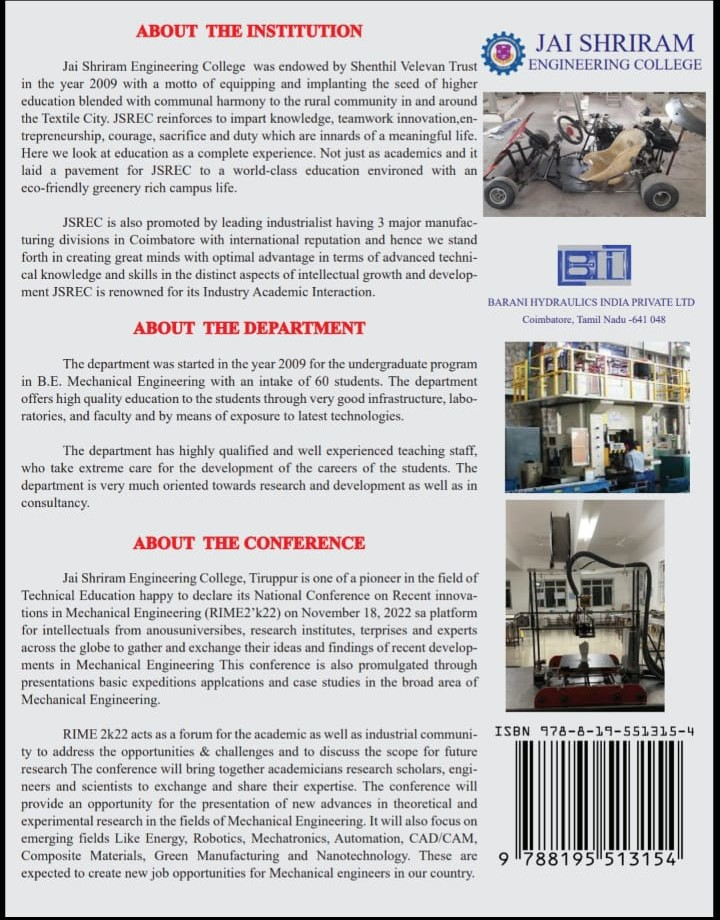 ABOUT THE INSTITUTION
Jai Shriram Engineering College was endowed by Shenthil Velevan Trust
in the year 2009 with a motto of equipping and implanting the seed of higher
education blended with communal harmony to the rural community in and around
the Textile City. JSREC reinforces to impart knowledge, teamwork innovation,en-
trepreneurship, courage, sacrifice and duty which are innards of a meaningful life.
Here we look at education as a complete experience. Not just as academics and it
laid a pavement for JSREC to a world-class education environed with an
eco-friendly greenery rich campus life.
JSREC is also promoted by leading industrialist having 3 major manufac-
turing divisions in Coimbatore with international reputation and hence we stand
forth in creating great minds with optimal advantage in terms of advanced techni-
cal knowledge and skills in the distinct aspects of intellectual growth and develop-
ment JSREC is renowned for its Industry Academic Interaction.
ABOUT THE DEPARTMENT
The department was started in the year 2009 for the undergraduate program
in B.E. Mechanical Engineering with an intake of 60 students. The department
offers high quality education to the students through very good infrastructure, labo-
ratories, and faculty and by means of exposure to latest technologies.
The department has highly qualified and well experienced teaching staff,
who take extreme care for the development of the careers of the students. The
department is very much oriented towards research and development as well as in
consultancy.
ABOUT THE CONFERENCE
Jai Shriram Engineering College, Tiruppur is one of a pioneer in the field of
Technical Education happy to declare its National Conference on Recent innova-
tions in Mechanical Engineering (RIME2'k22) on November 18, 2022 sa platform
for intellectuals from anousuniversibes, research institutes, terprises and experts
across the globe to gather and exchange their ideas and findings of recent develop-
ments in Mechanical Engineering This conference is also promulgated through
presentations basic expeditions applcations and case studies in the broad area of
Mechanical Engineering.
RIME 2k22 acts as a forum for the academic as well as industrial communi-
ty to address the opportunities & challenges and to discuss the scope for future
research The conference will bring together academicians research scholars, engi-
neers and scientists to exchange and share their expertise. The conference will
provide an opportunity for the presentation of new advances in theoretical and
experimental research in the fields of Mechanical Engineering. It will also focus on
emerging fields Like Energy, Robotics, Mechatronics, Automation, CAD/CAM,
Composite Materials, Green Manufacturing and Nanotechnology. These are
expected to create new job opportunities for Mechanical engineers in our country.
JAI SHRIRAM
ENGINEERING COLLEGE
BARANI HYDRAULICS INDIA PRIVATE LTD
Coimbatore, Tamil Nadu -641 048
ISBN 978-8-19-551315-4
9 788195 513154